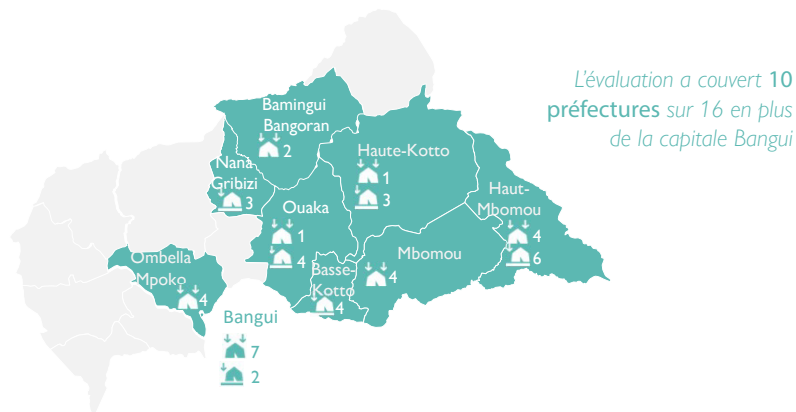 L'évaluation a couvert 10
préfectures sur 16 en plus
de la capitale Bangui
Bamingui
Bangoran
2
Haute-Kotto
1
3
Nana
Gribizi
3
Haut-
Mbomou
4
6
Ouaka
1
4
Mbomou
4
Basse-
Kotto
4
Ombella
Mpoko
4
Bangui
7
2